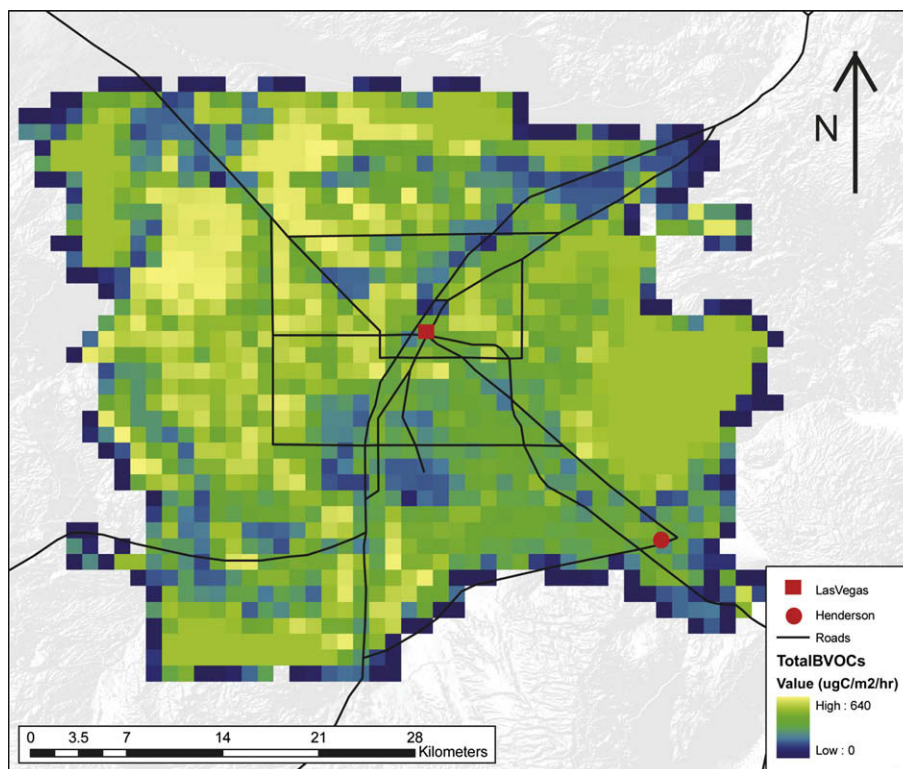 N
LasVegas
Henderson
Roads
TotalBVOCs
Value (ugC/m2/hr)
High : 640
Low : 0
0 3.5 7 14 21 28
Kilometers